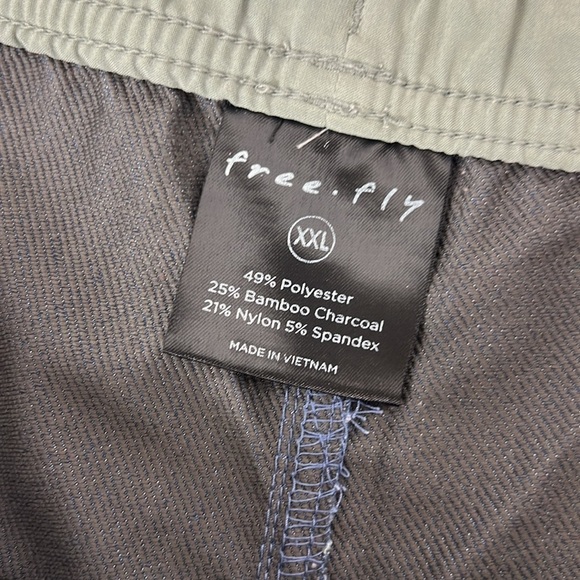 free.fly
XXL
49% Polyester
25% Bamboo Charcoal
21% Nylon 5% Spandex
MADE IN VIETNAM